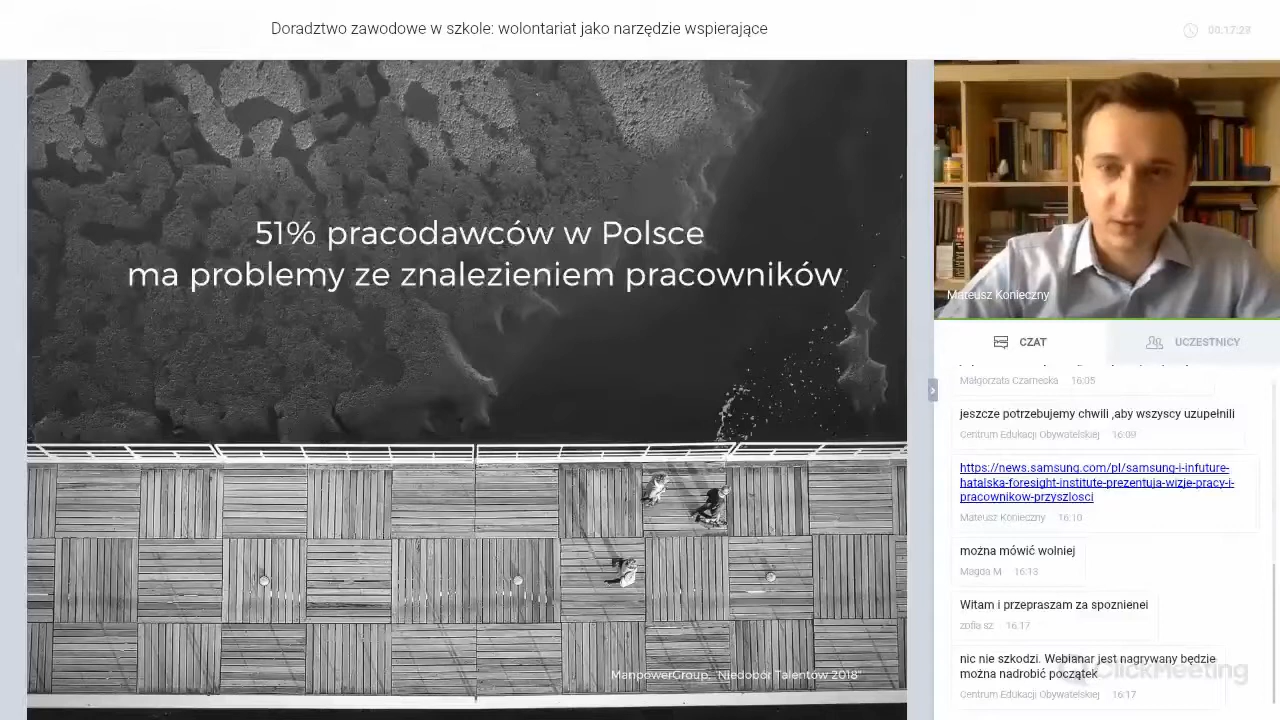 Doradztwo zawodowe w szkole: wolontariat jako narzędzie wspierające
00:17:28
51% pracodawców w Polsce
ma problemy ze znalezieniem pracowników
ManpowerGroup, „Niedobór Talentów 2018”
Mateusz Konieczny
CZAT
UCZESTNICY
Małgorzata Czarnecka 16:05
jeszcze potrzebujemy chwili ,aby wszyscy uzupełnili
Centrum Edukacji Obywatelskiej 16:09
https://news.samsung.com/pl/samsung-i-infuture-
hatalska-foresight-institute-prezentuja-wizje-pracy-i-
pracownikow-przyszlosci
Mateusz Konieczny 16:10
można mówić wolniej
Magda M 16:13
Witam i przepraszam za spoznienei
zofia sz 16:17
nic nie szkodzi. Webianar jest nagrywany będzie
można nadrobić początek
Centrum Edukacji Obywatelskiej 16:17
ClickMeeting